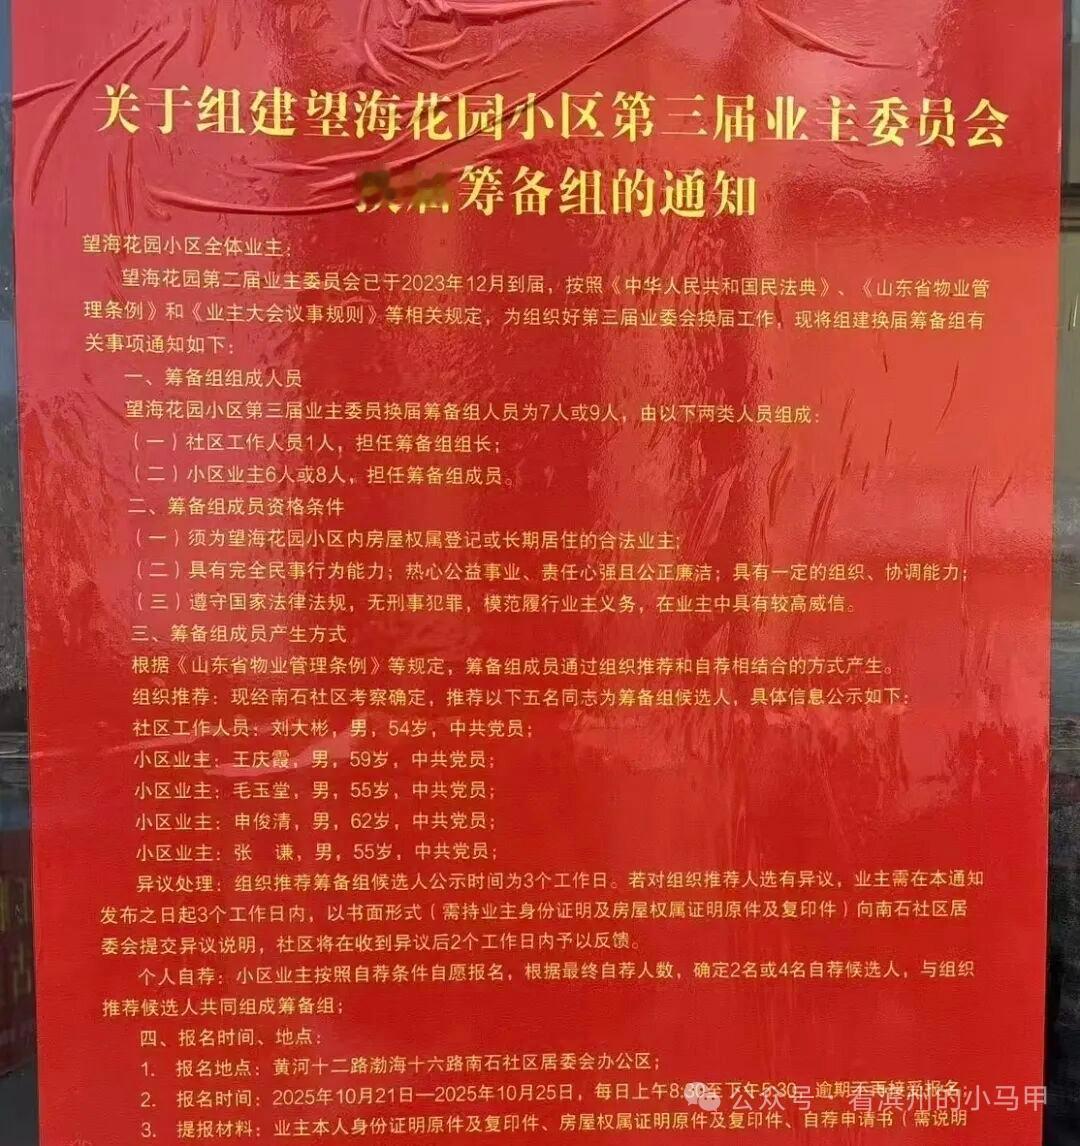 关于组建望海花园小区第三届业主委员会
筹备组的通知
望海花园小区全体业主：
望海花园第二届业主委员会已于2023年12月到届，按照《中华人民共和国民法典》、《山东省物业管
理条例》和《业主大会议事规则》等相关规定，为组织好第三届业委会换届工作，现将组建换届筹备组有
关事项通知如下：
一、筹备组组成人员
望海花园小区第三届业主委员换届筹备组人员为7人或9人，由以下两类人员组成：
（一）社区工作人员1人，担任筹备组组长；
（二）小区业主6人或8人，担任筹备组成员。
二、筹备组成员资格条件
（一）须为望海花园小区内房屋权属登记或长期居住的合法业主；
（二）具有完全民事行为能力；热心公益事业、责任心强且公正廉洁；具有一定的组织、协调能力；
（三）遵守国家法律法规，无刑事犯罪，模范履行业主义务，在业主中具有较高威信。
三、筹备组成员产生方式
根据《山东省物业管理条例》等规定，筹备组成员通过组织推荐和自荐相结合的方式产生。
组织推荐：现经南石社区考察确定，推荐以下五名同志为筹备组候选人，具体信息公示如下：
社区工作人员：刘大彬，男，54岁，中共党员；
小区业主：王庆霞，男，59岁，中共党员；
小区业主：毛玉堂，男，55岁，中共党员；
小区业主：申俊清，男，62岁，中共党员；
小区业主：张　谦，男，55岁，中共党员；
异议处理：组织推荐筹备组候选人公示时间为3个工作日。若对组织推荐人选有异议，业主需在本通知
发布之日起3个工作日内，以书面形式（需持业主身份证明及房屋权属证明原件及复印件）向南石社区居
委会提交异议说明，社区将在收到异议后2个工作日内予以反馈。
个人自荐：小区业主按照自荐条件自愿报名，根据最终自荐人数，确定2名或4名自荐候选人，与组织
推荐候选人共同组成筹备组；
四、报名时间、地点：
1. 报名地点：黄河十二路渤海十六路南石社区居委会办公区；
2. 报名时间：2025年10月21日—2025年10月25日，每日上午8:30至下午5:30，逾期不再接受报名；
3. 提报材料：业主本人身份证明原件及复印件、房屋权属证明原件及复印件、自荐申请书（需说明
公众号 · 看滨州的小马甲